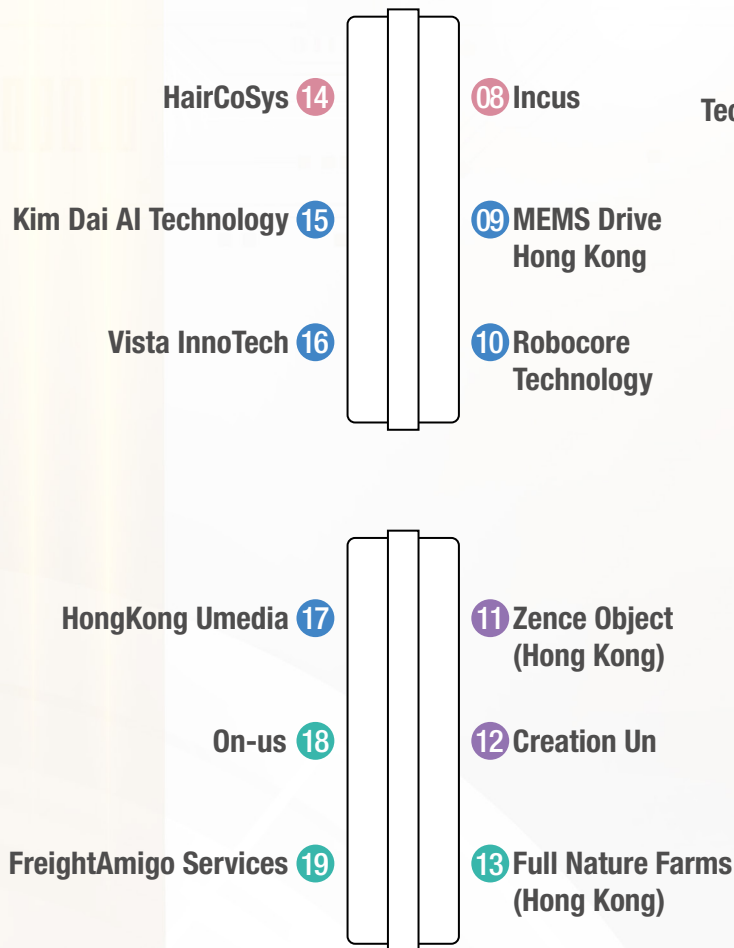 HairCoSys 14
08 Incus
Kim Dai AI Technology 15
09 MEMS Drive
Hong Kong
Vista InnoTech 16
10 Robocore
Technology
HongKong Umedia 17
11 Zence Object
(Hong Kong)
On-us 18
12 Creation Un
FreightAmigo Services 19
13 Full Nature Farms
(Hong Kong)